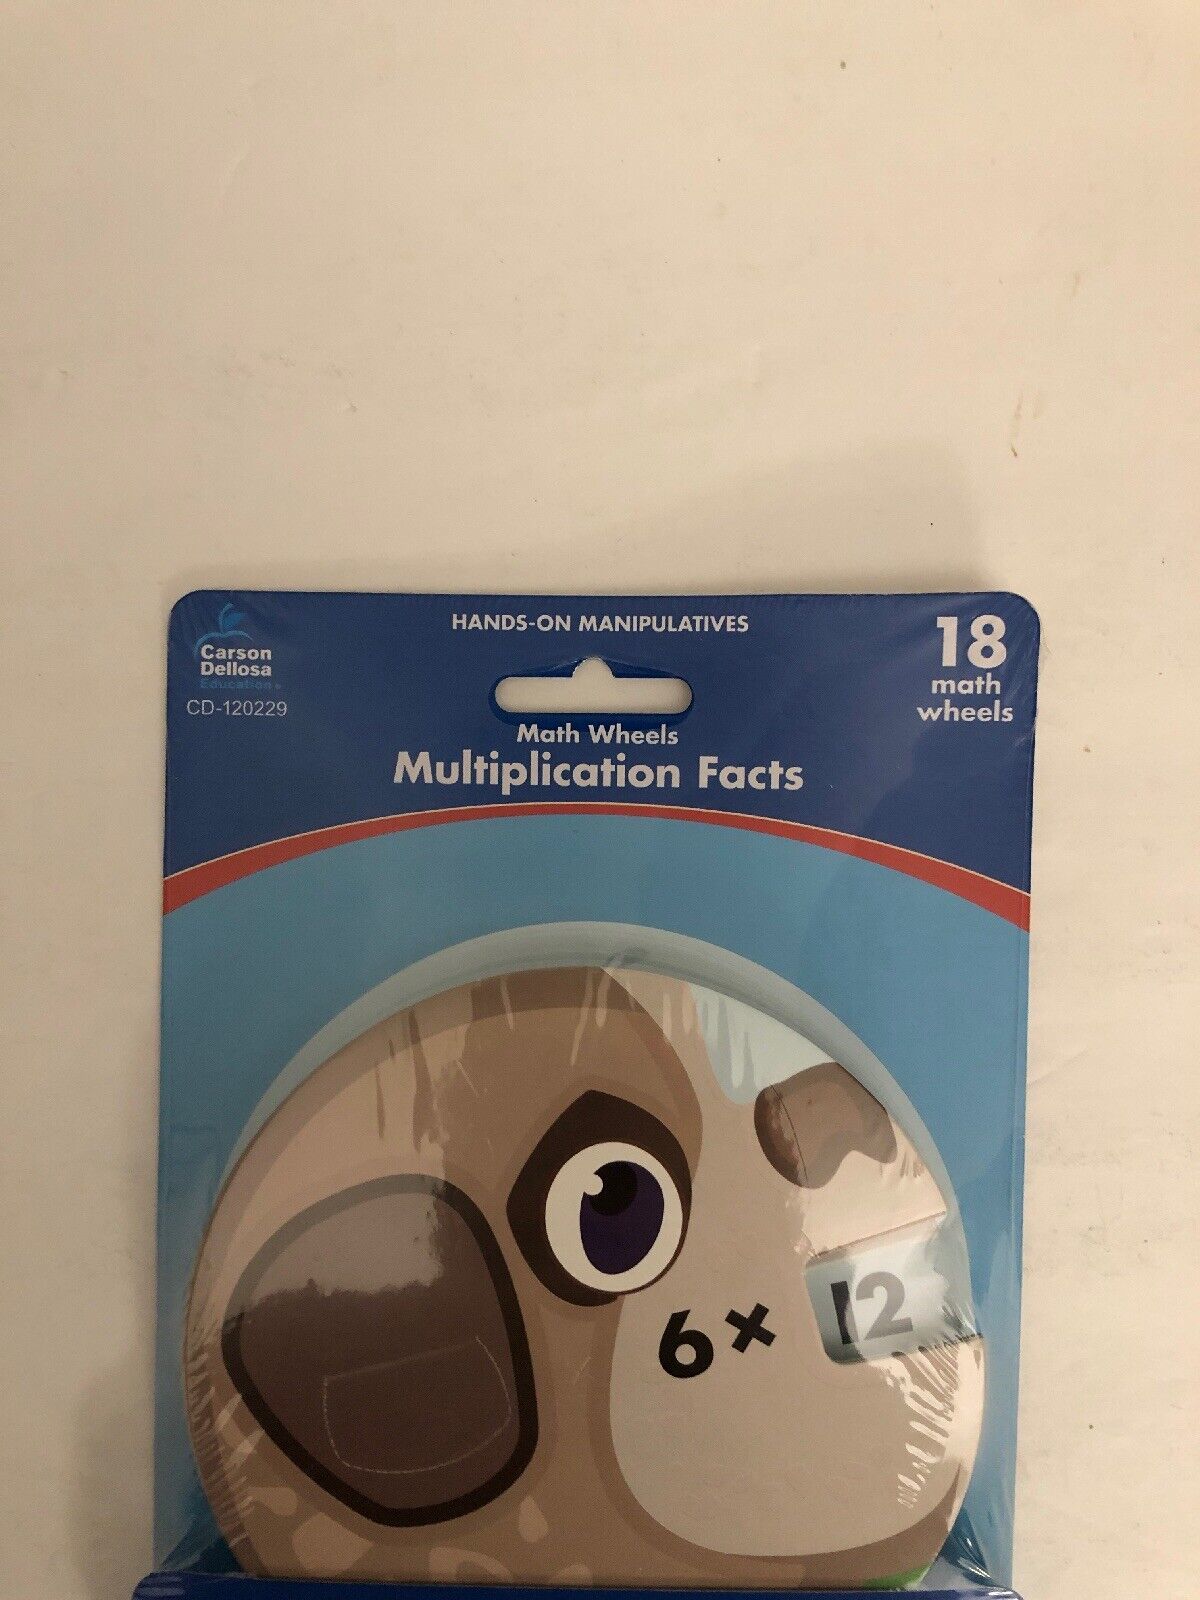 HANDS-ON MANIPULATIVES
Carson
Dellosa
Education
CD-120229
18
math
wheels
Math Wheels
Multiplication Facts
6 × 12